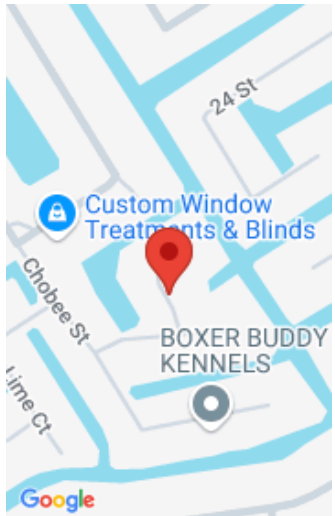 24 St
Custom Window
Treatments & Blinds
Chobee St
BOXER BUDDY
KENNELS
Lime Ct
Google